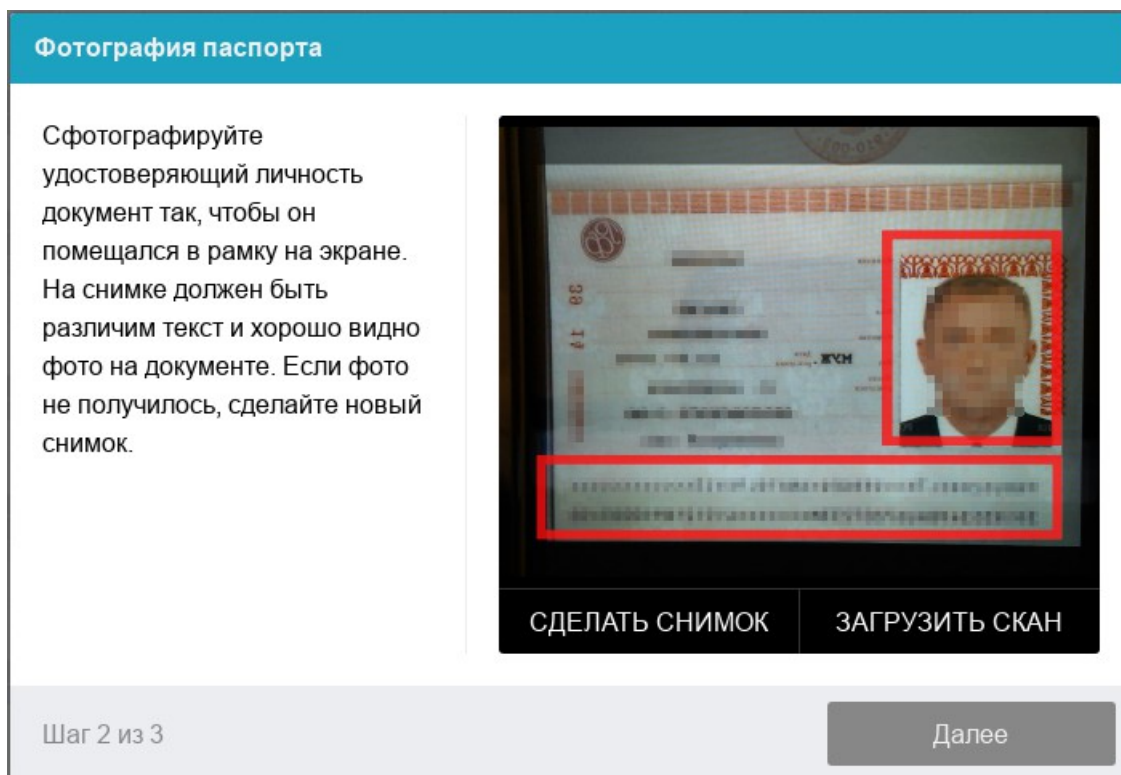 Фотография паспорта
Сфотографируйте
удостоверяющий личность
документ так, чтобы он
помещался в рамку на экране.
На снимке должен быть
различим текст и хорошо видно
фото на документе. Если фото
не получилось, сделайте новый
снимок.
МУЖ
СДЕЛАТЬ СНИМОК
ЗАГРУЗИТЬ СКАН
Шаг 2 из 3
Далее